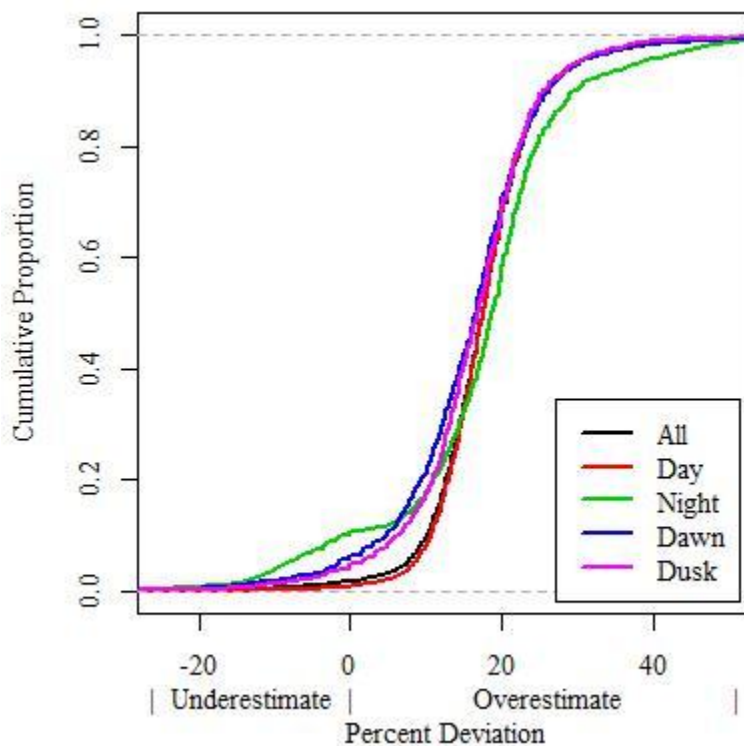 Cumulative Proportion
1.0
0.8
0.6
0.4
0.2
0.0
All
Day
Night
Dawn
Dusk
-20 0 20 40
| Underestimate | Overestimate |
Percent Deviation